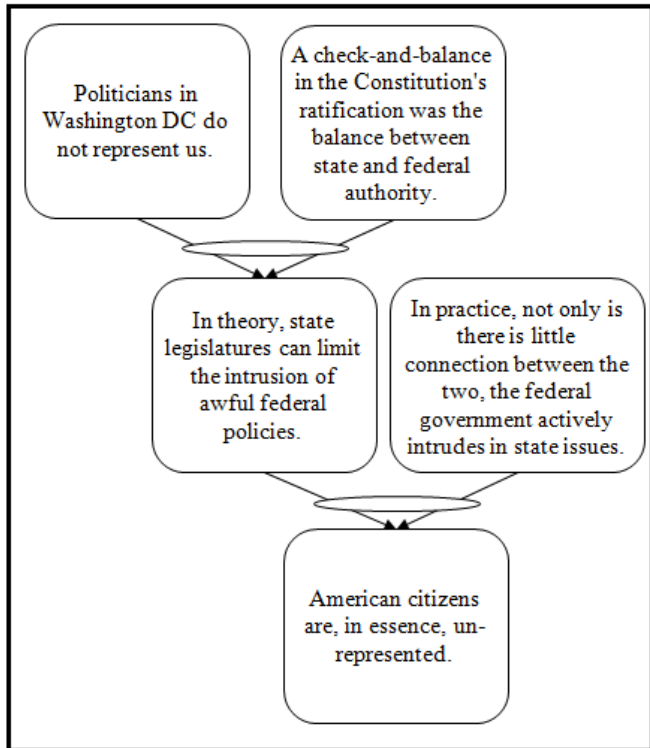 Politicians in
Washington DC do
not represent us.
A check-and-balance
in the Constitution's
ratification was the
balance between
state and federal
authority.
In theory, state
legislatures can limit
the intrusion of
awful federal
policies.
In practice, not only is
there is little
connection between the
two, the federal
government actively
intrudes in state issues.
American citizens
are, in essence, un-
represented.